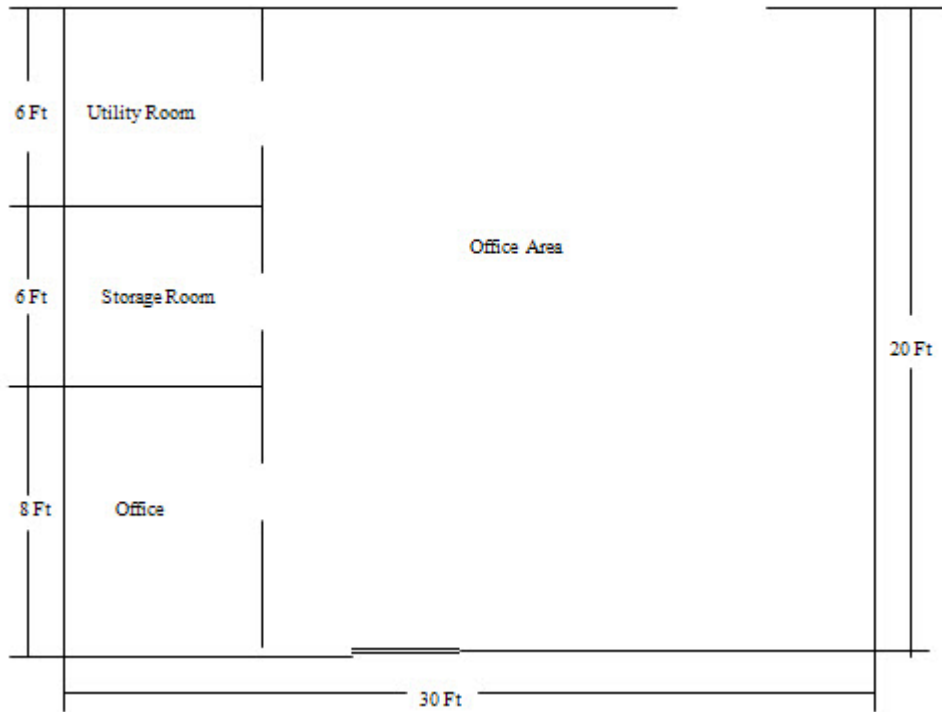 6 Ft
Utility Room
Office Area
6 Ft
Storage Room
20 Ft
8 Ft
Office
30 Ft